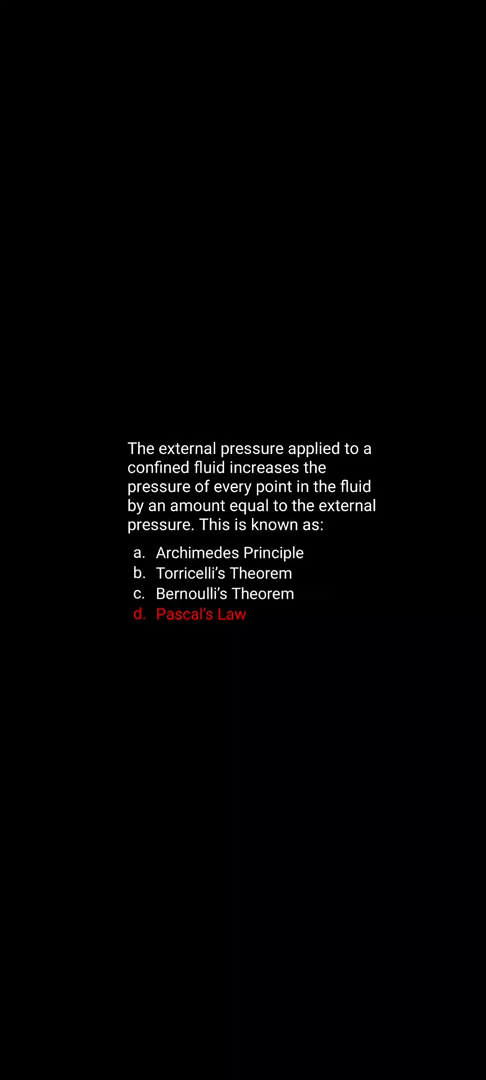 The external pressure applied to a
confined fluid increases the
pressure of every point in the fluid
by an amount equal to the external
pressure. This is known as:
a. Archimedes Principle
b. Torricelli's Theorem
c. Bernoulli's Theorem
d. Pascal's Law